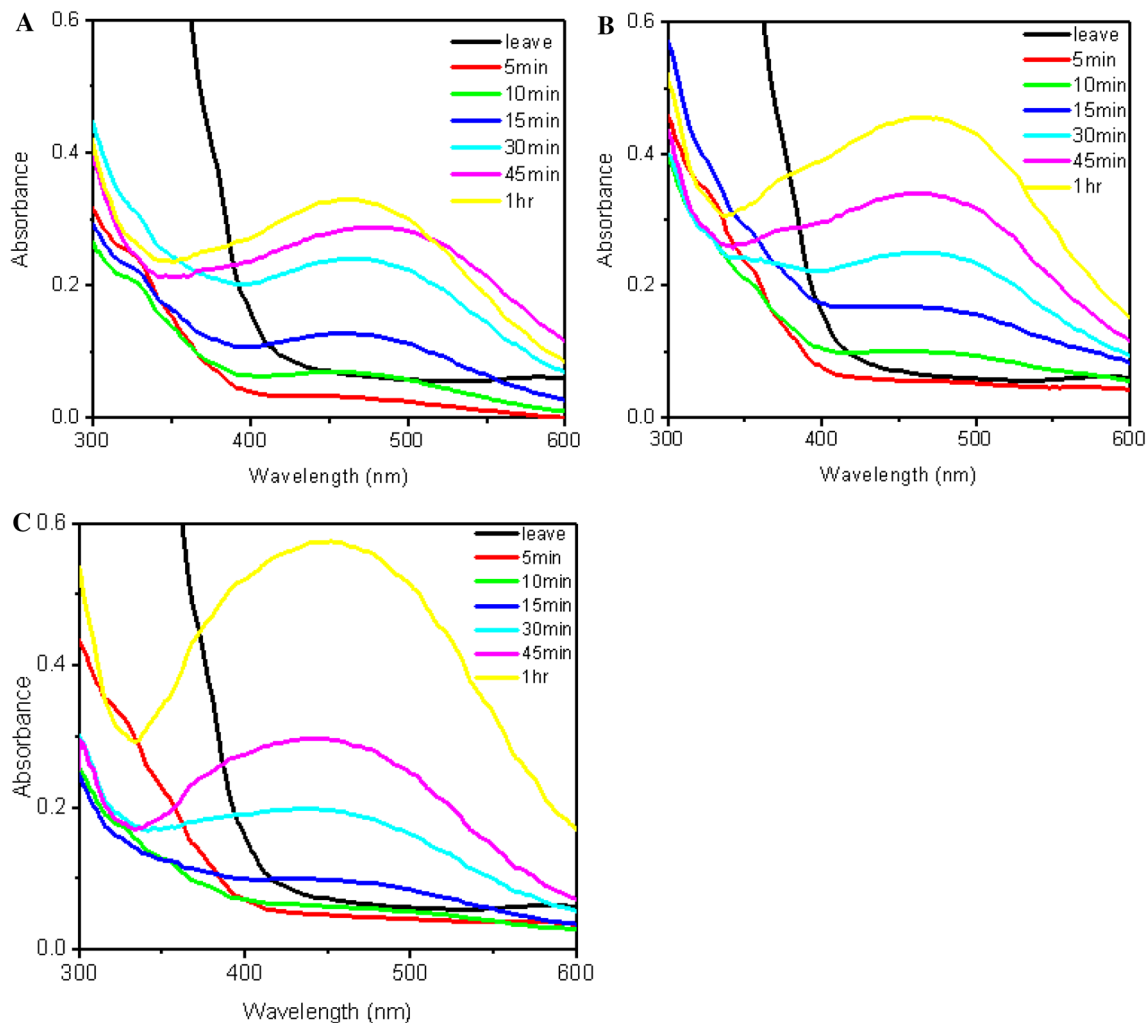 A
0.6
0.4
0.2
0.0
Absorbance
300
400
500
600
Wavelength (nm)
leave
5min
10min
15min
30min
45min
1hr
B
0.6
0.4
0.2
0.0
Absorbance
300
400
500
600
Wavelength (nm)
leave
5min
10min
15min
30min
45min
1hr
C
0.6
0.4
0.2
0.0
Absorbance
300
400
500
600
Wavelength (nm)
leave
5min
10min
15min
30min
45min
1hr